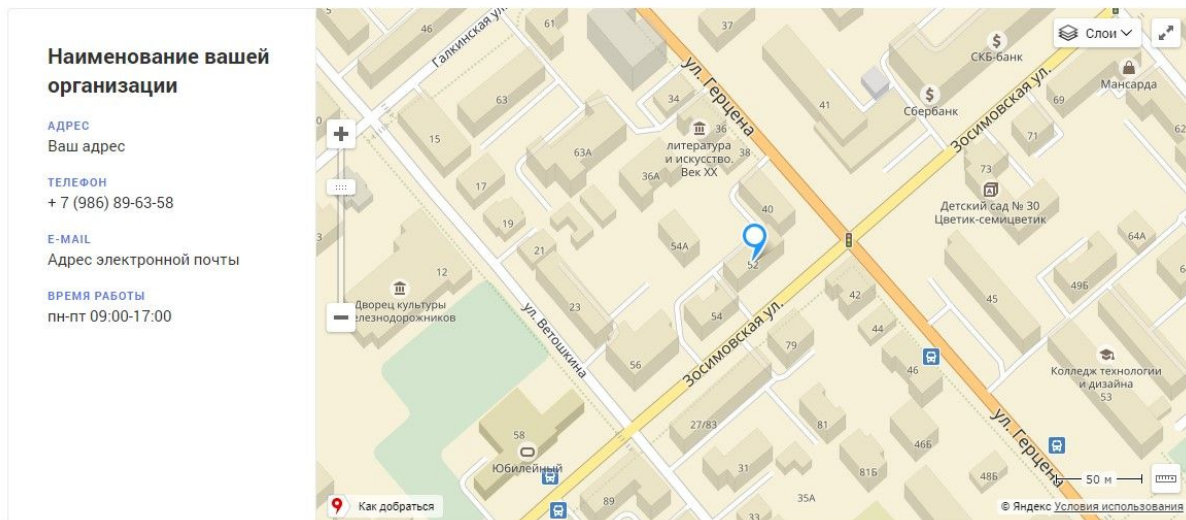 Наименование вашей
организации
АДРЕС
Ваш адрес
ТЕЛЕФОН
+ 7 (986) 89-63-58
E-MAIL
Адрес электронной почты
ВРЕМЯ РАБОТЫ
пн-пт 09:00-17:00
46
Галкинская ул.
61
37
Слои
СКБ-банк
Мансарда
Сбербанк
ул. Герцена
63
34
41
69
Зосимовская ул.
71
36
15
литература
и искусство.
Век XX
38
63А
36А
73
17
Детский сад № 30
Цветик-семицветик
40
19
21
54А
64А
52
12
49Б
Дворец культуры
елезнодорожников
23
42
45
ул. Ветошкина
54
44
Зосимовская ул.
79
56
46
Колледж технологии
и дизайна
53
27/83
81
ул. Герцена
58
46Б
Юбилейный
31
81Б
48Б
50 м
89
35А
Как добраться
© Яндекс Условия использования